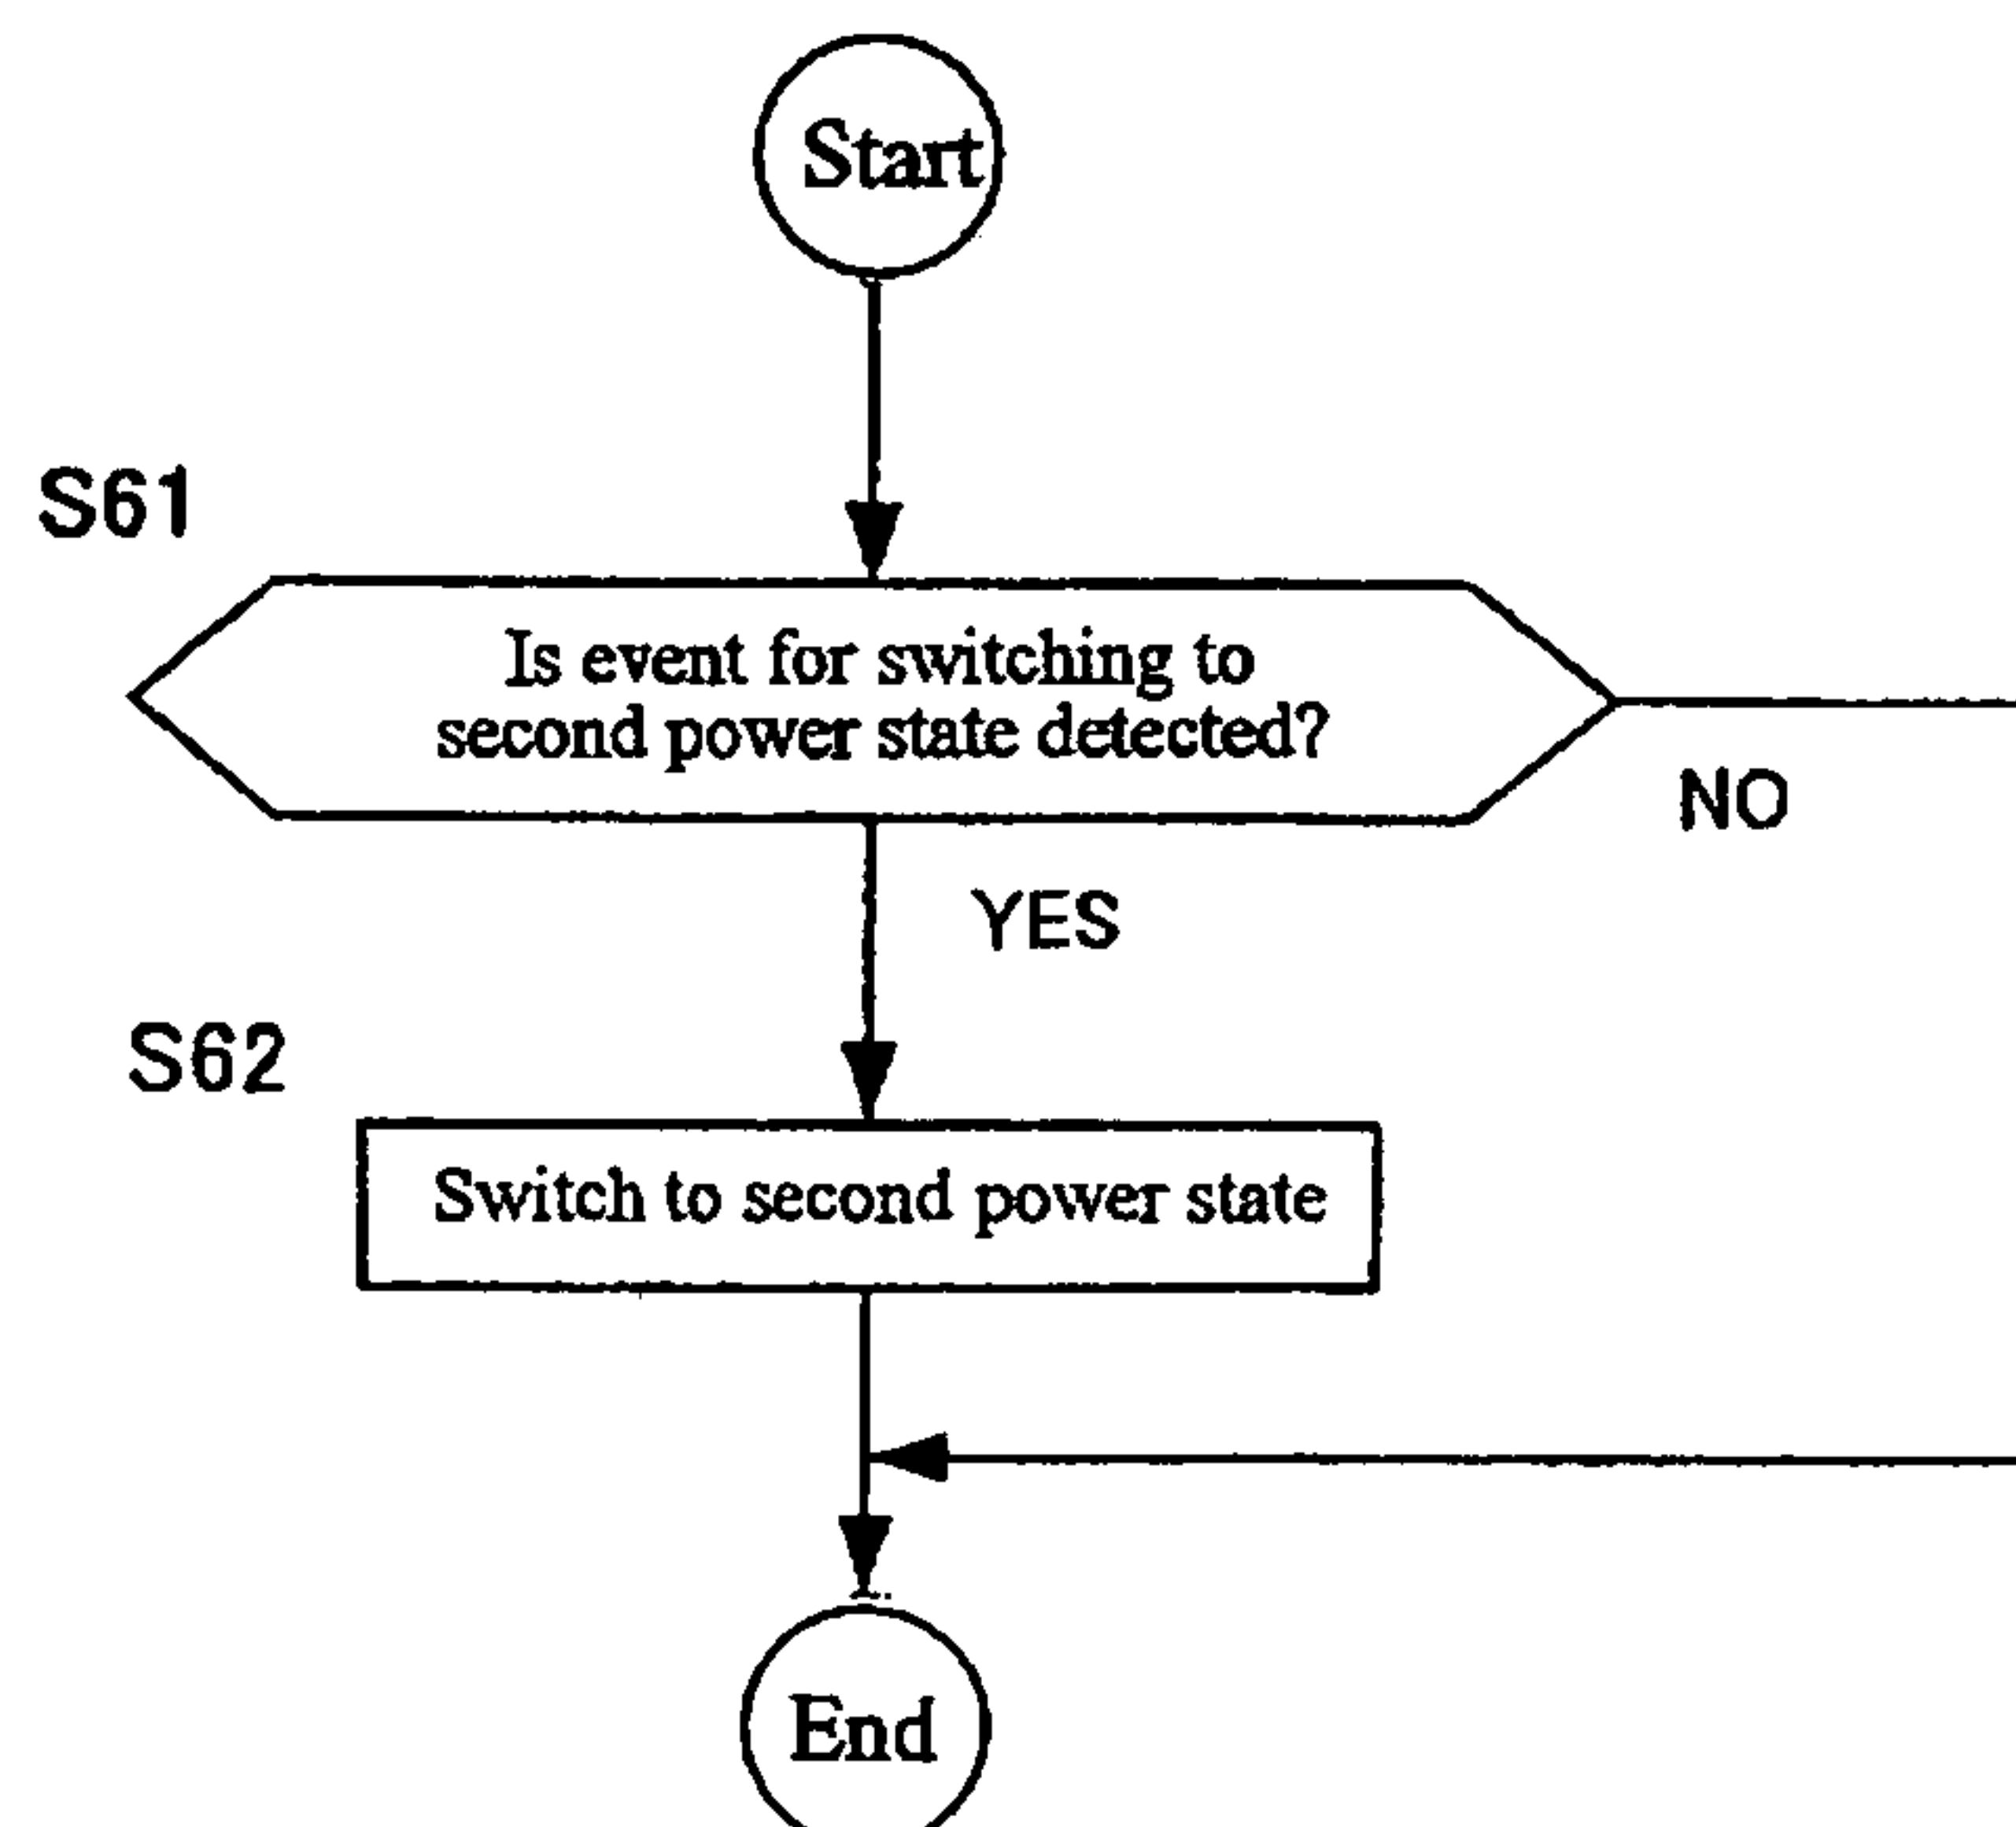 Start
S61
Is event for switching to
second power state detected?
NO
YES
S62
Switch to second power state
End